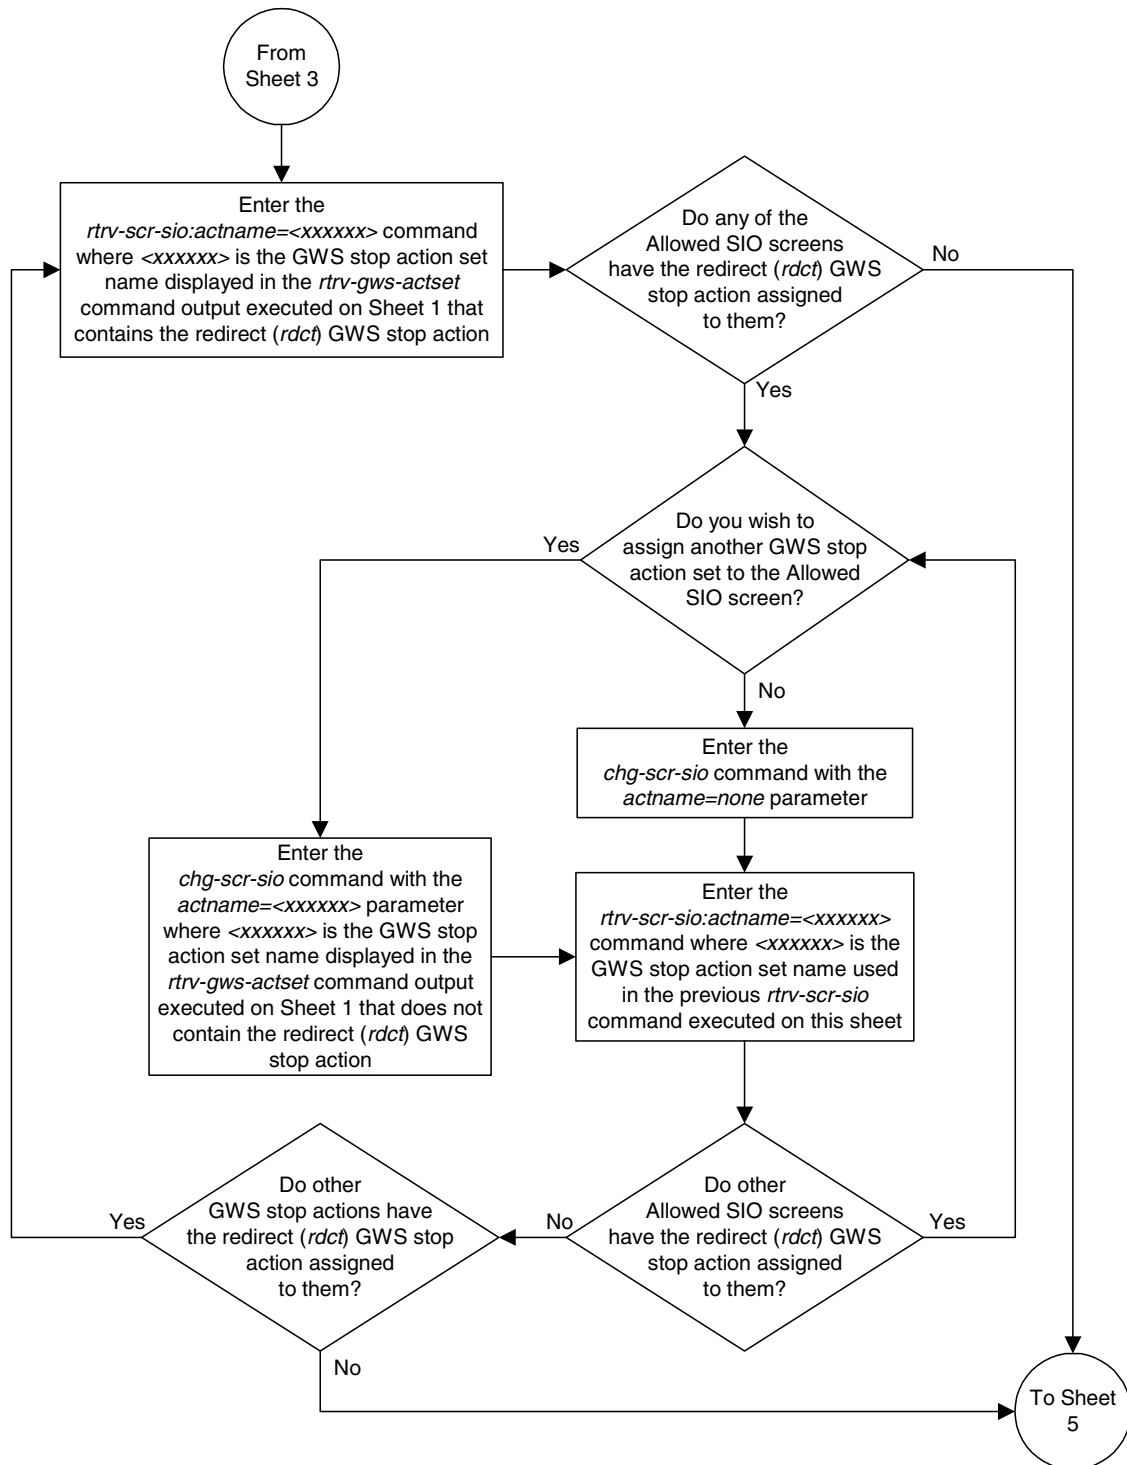 From
Sheet 3
Enter the
rtrv-scr-sio:actname=<xxxxxx> command
where <xxxxxx> is the GWS stop action set
name displayed in the rtrv-gws-actset
command output executed on Sheet 1 that
contains the redirect (rdct) GWS stop action
Do any of the
Allowed SIO screens
have the redirect (rdct) GWS
stop action assigned
to them?
No
Yes
Do you wish to
assign another GWS stop
action set to the Allowed
SIO screen?
Yes
No
Enter the
chg-scr-sio command with the
actname=none parameter
Enter the
chg-scr-sio command with the
actname=<xxxxxx> parameter
where <xxxxxx> is the GWS stop
action set name displayed in the
rtrv-gws-actset command output
executed on Sheet 1 that does not
contain the redirect (rdct) GWS
stop action
Enter the
rtrv-scr-sio:actname=<xxxxxx>
command where <xxxxxx> is the
GWS stop action set name used
in the previous rtrv-scr-sio
command executed on this sheet
Do other
Allowed SIO screens
have the redirect (rdct) GWS
stop action assigned
to them?
Yes
No
Do other
GWS stop actions have
the redirect (rdct) GWS stop
action assigned
to them?
Yes
No
To Sheet
5